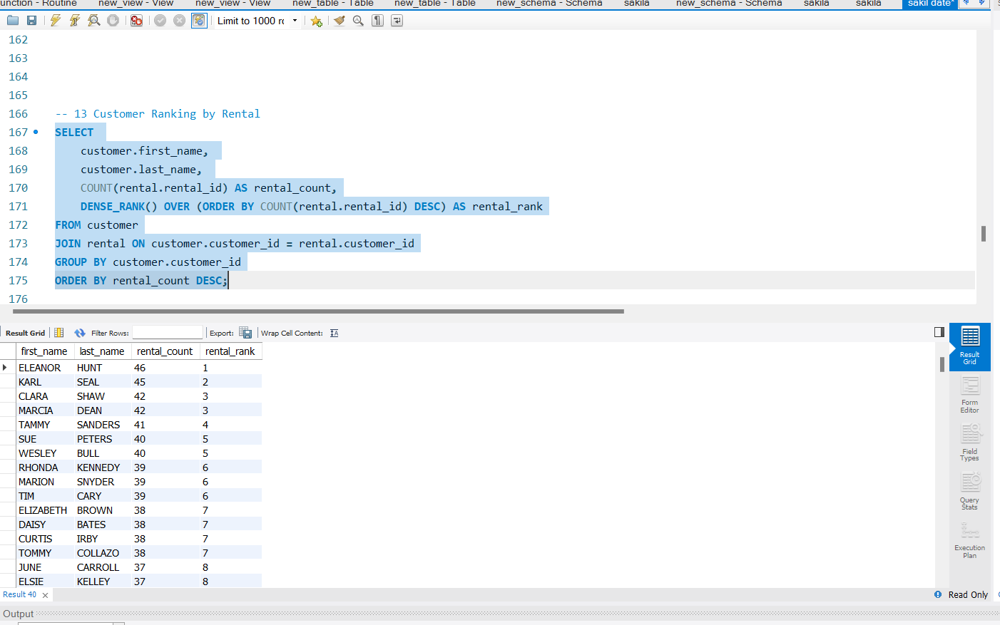 unction - Routine new_view - View new_view - View new_table - Table new_table - Table new_schema - Schema sakila new_schema - Schema sakila sakila sakil date*
Limit to 1000 rc
162
163
164
165
166 -- 13 Customer Ranking by Rental
167 SELECT
168 customer.first_name,
169 customer.last_name,
170 COUNT(rental.rental_id) AS rental_count,
171 DENSE_RANK() OVER (ORDER BY COUNT(rental.rental_id) DESC) AS rental_rank
172 FROM customer
173 JOIN rental ON customer.customer_id = rental.customer_id
174 GROUP BY customer.customer_id
175 ORDER BY rental_count DESC;
176
Result Grid Filter Rows: Export: Wrap Cell Content: IA
first_name last_name rental_count rental_rank
ELEANOR HUNT 46 1
KARL SEAL 45 2
CLARA SHAW 42 3
MARCIA DEAN 42 3
TAMMY SANDERS 41 4
SUE PETERS 40 5
WESLEY BULL 40 5
RHONDA KENNEDY 39 6
MARION SNYDER 39 6
TIM CARY 39 6
ELIZABETH BROWN 38 7
DAISY BATES 38 7
CURTIS IRBY 38 7
TOMMY COLLAZO 38 7
JUNE CARROLL 37 8
ELSIE KELLEY 37 8
Result
Grid
Form
Editor
Field
Types
Query
Stats
Execution
Plan
Result 40 Read Only
Output